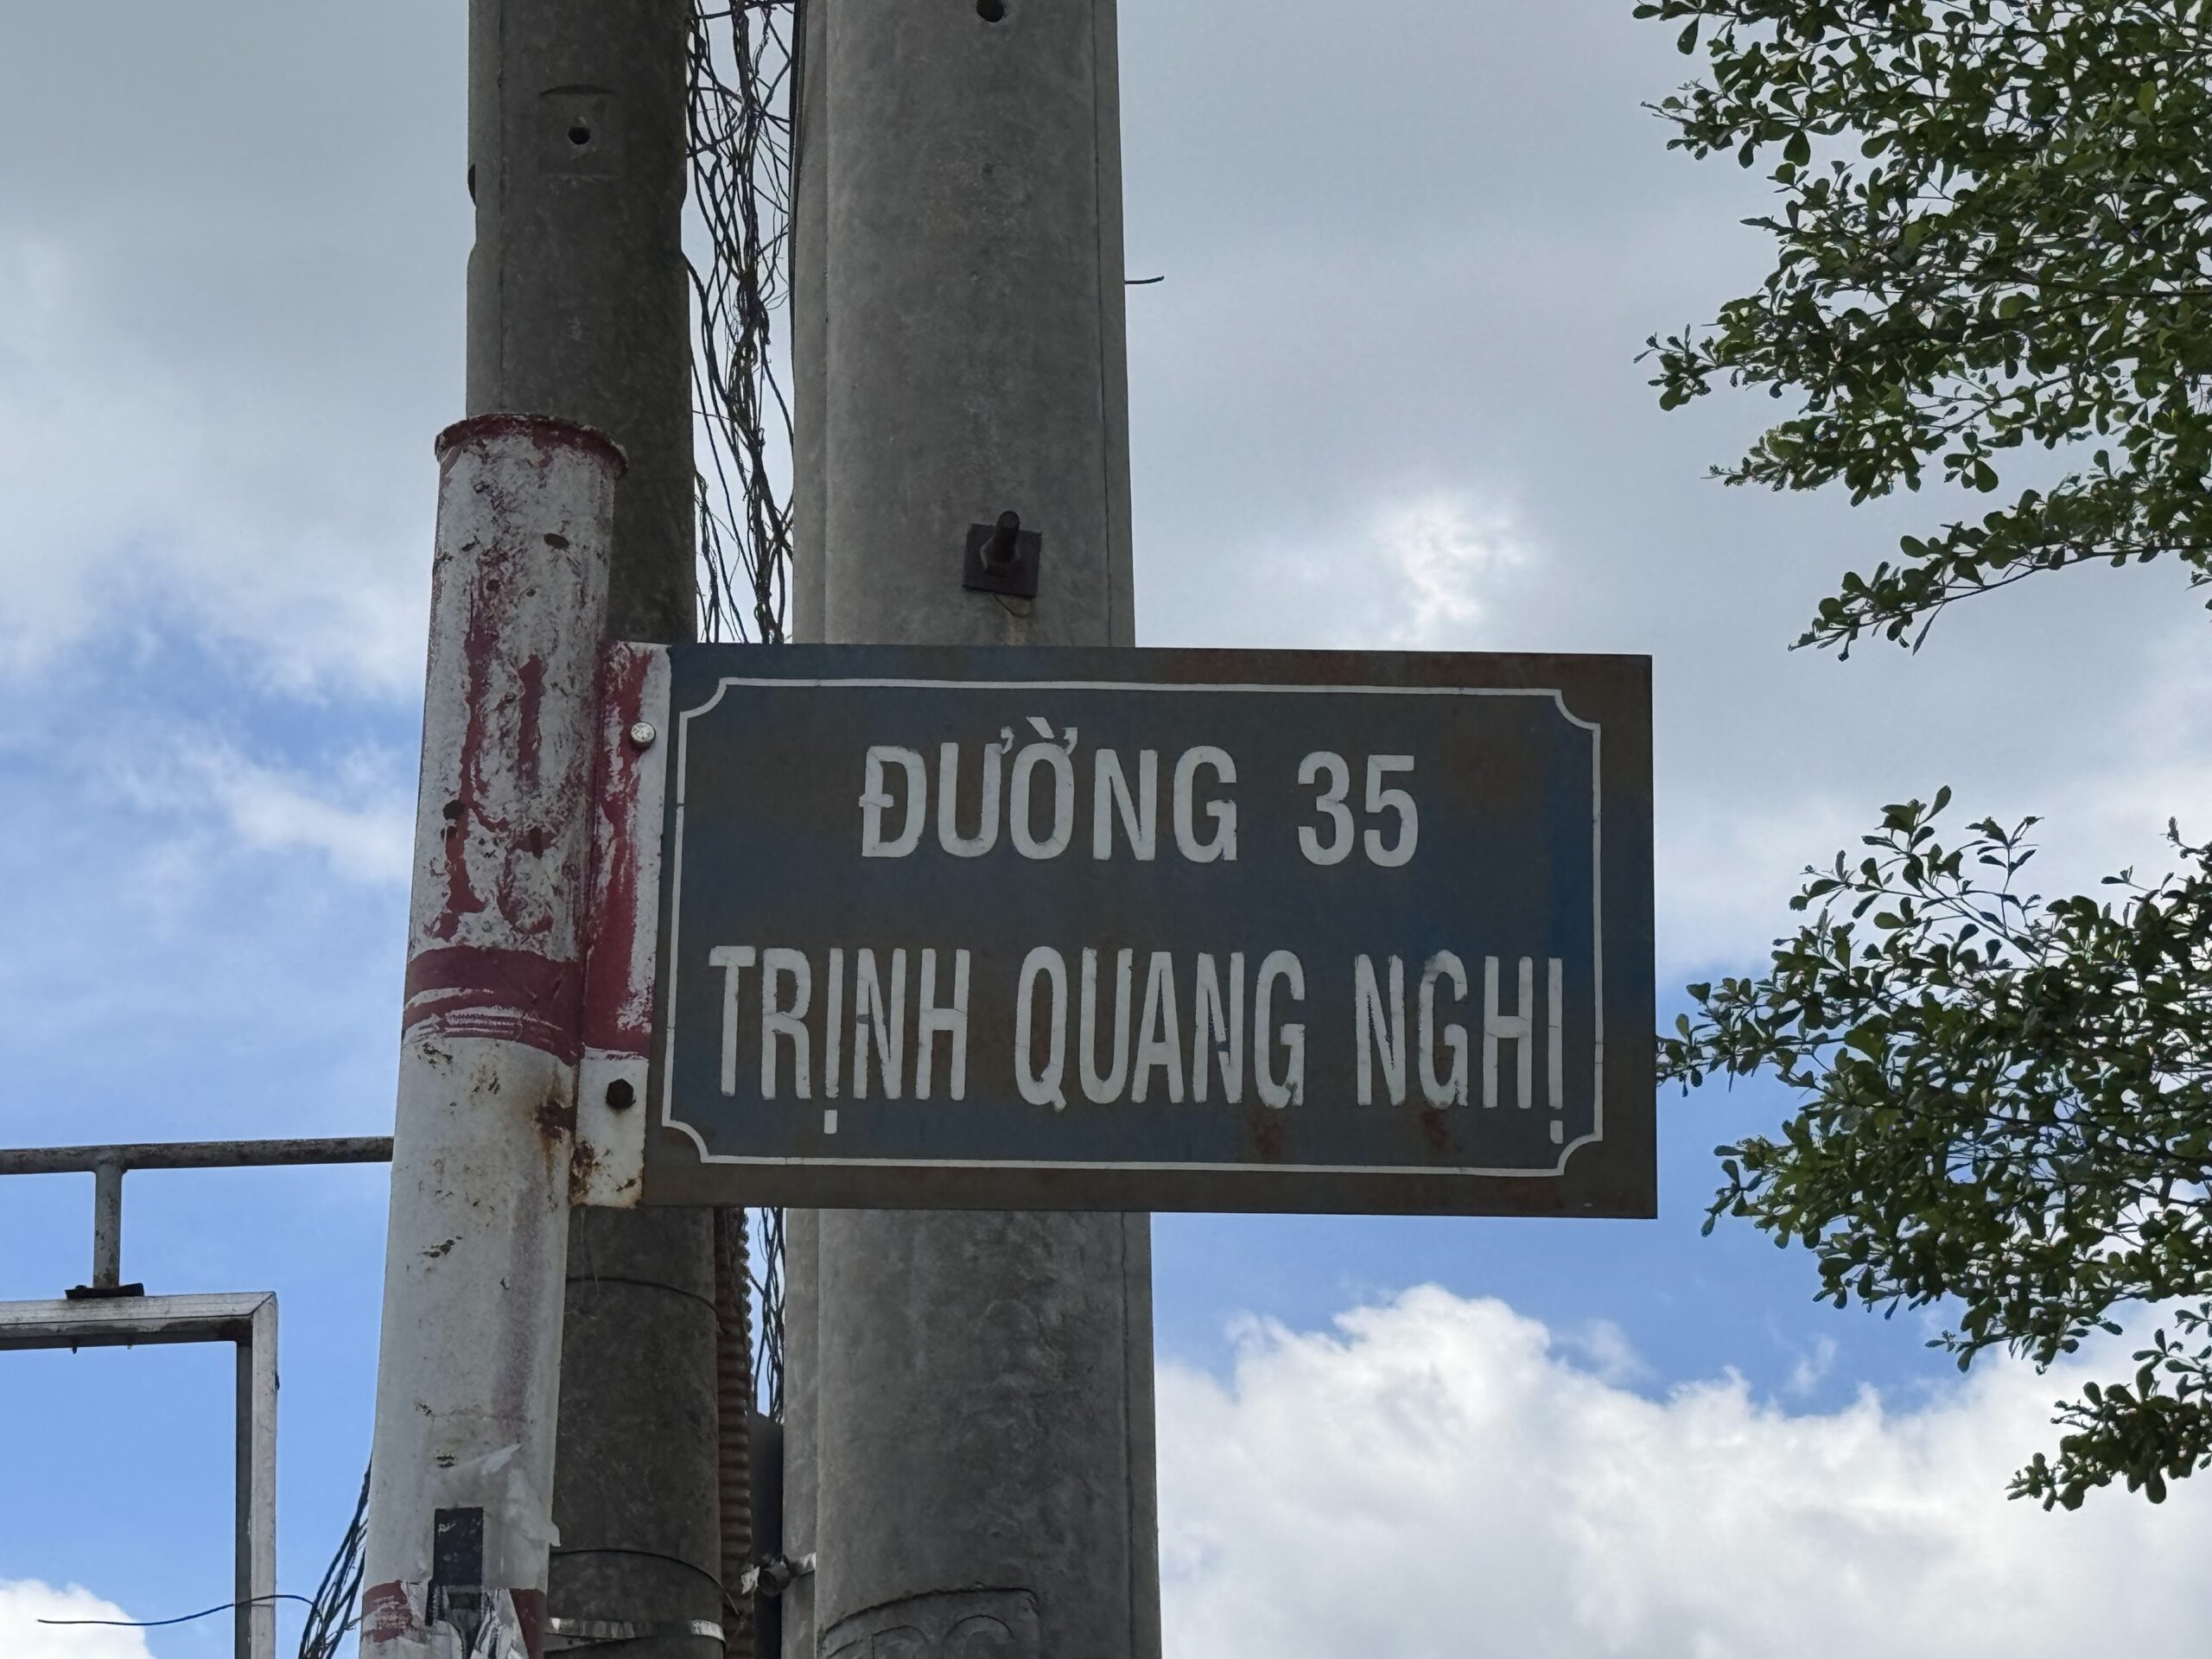 ĐƯỜNG 35
TRỊNH QUANG NGHỊ